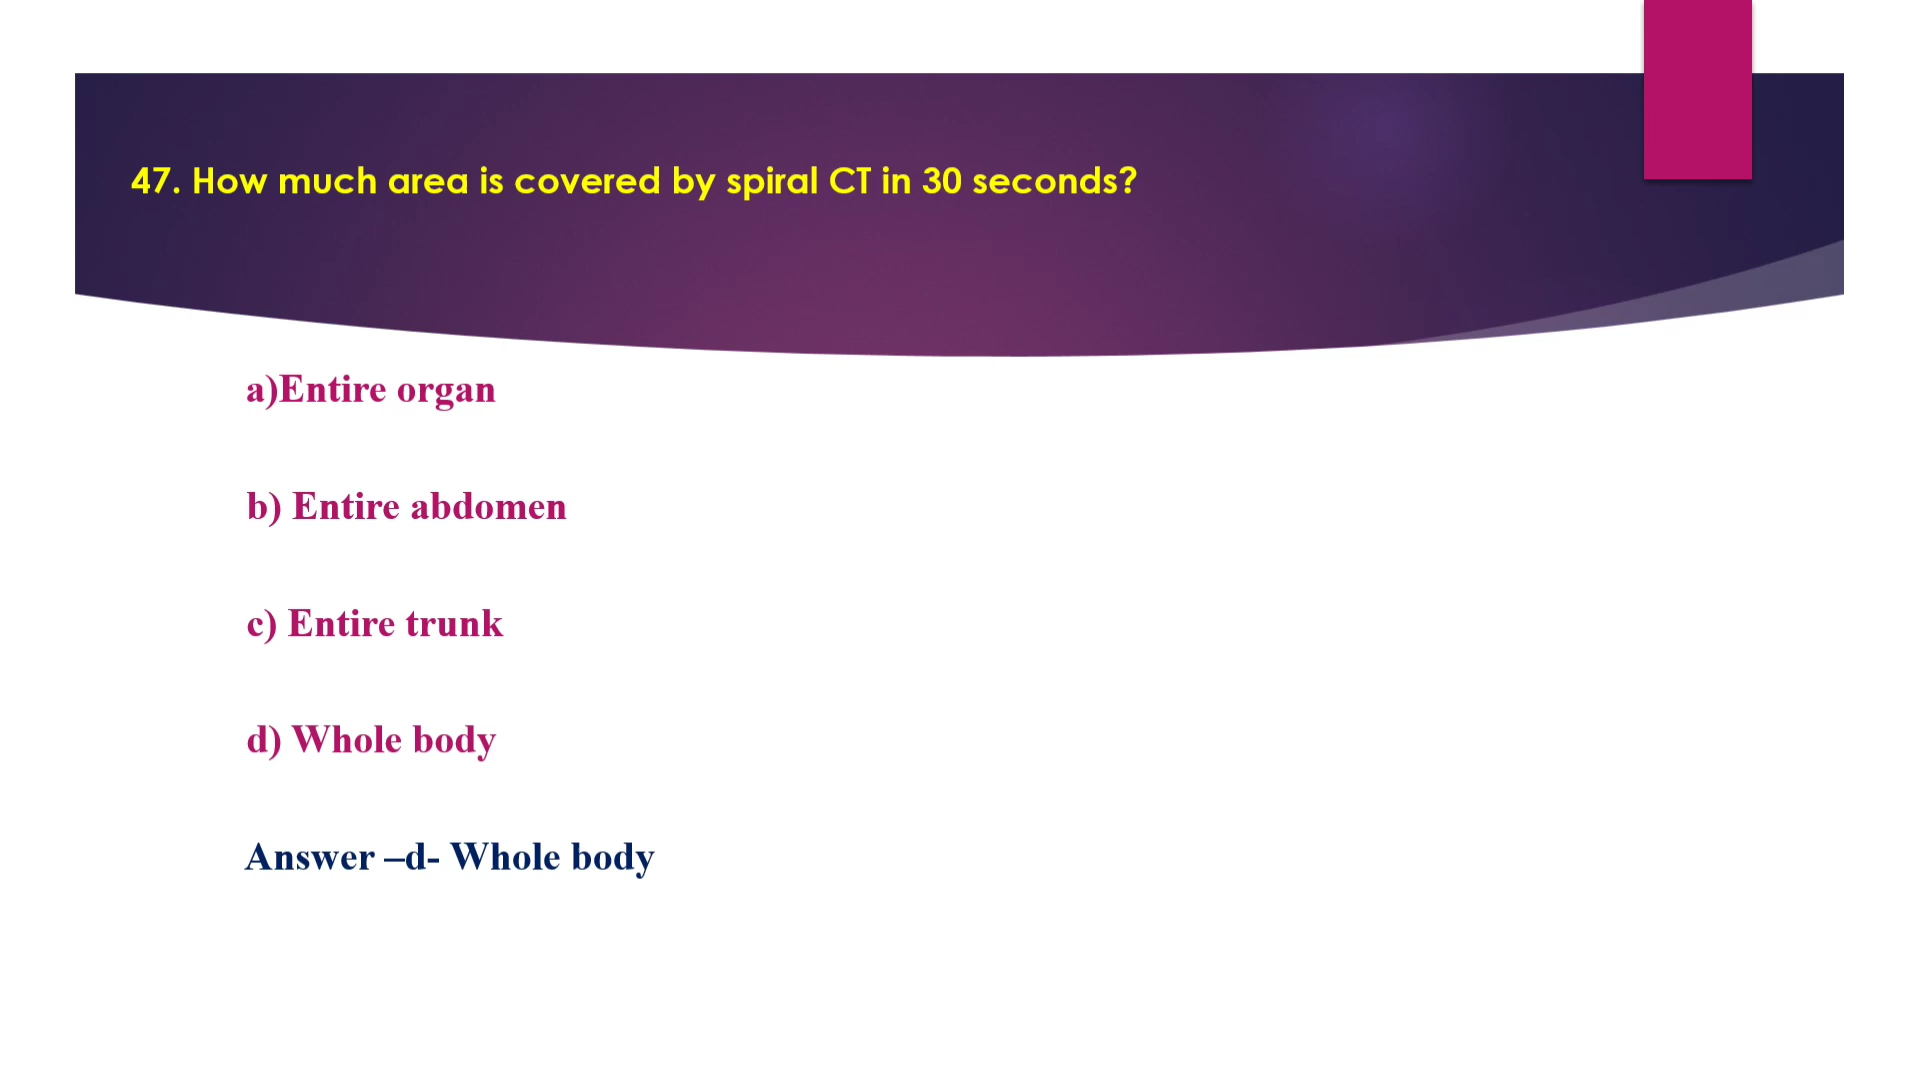 47. How much area is covered by spiral CT in 30 seconds?
a)Entire organ
b) Entire abdomen
c) Entire trunk
d) Whole body
Answer –d- Whole body